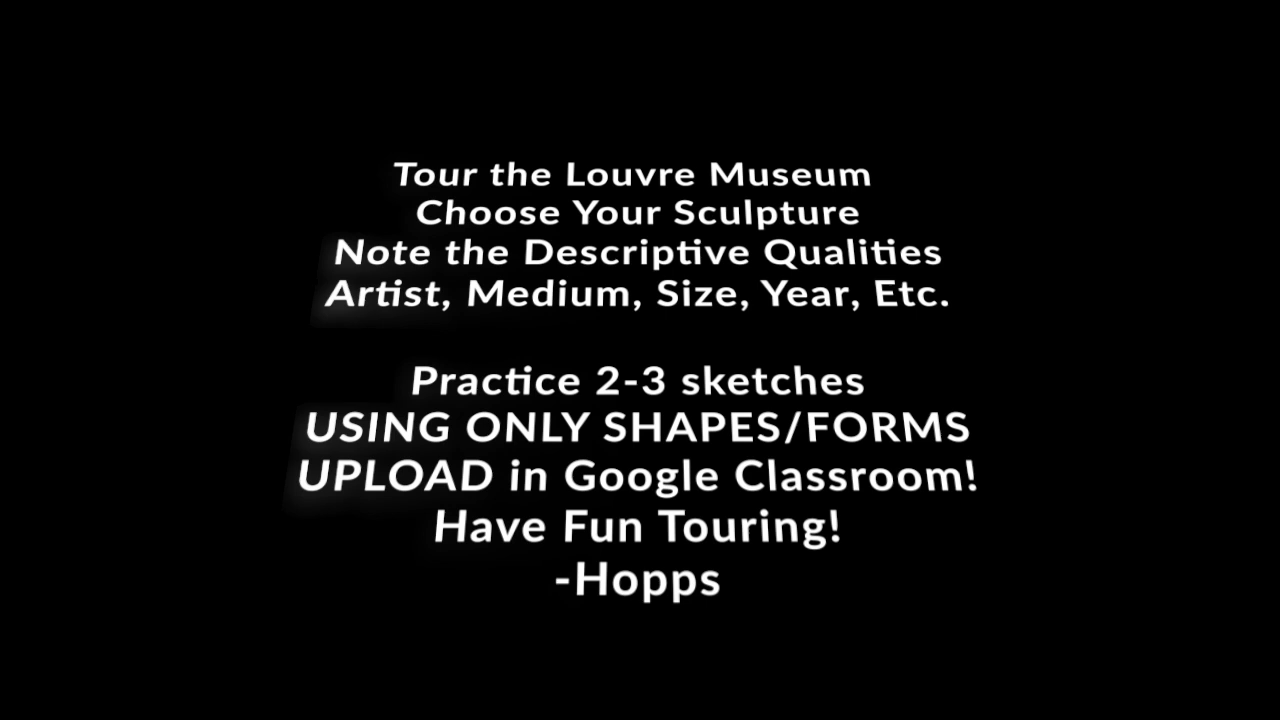 Tour the Louvre Museum
Choose Your Sculpture
Note the Descriptive Qualities
Artist, Medium, Size, Year, Etc.
Practice 2-3 sketches
USING ONLY SHAPES/FORMS
UPLOAD in Google Classroom!
Have Fun Touring!
-Hopps